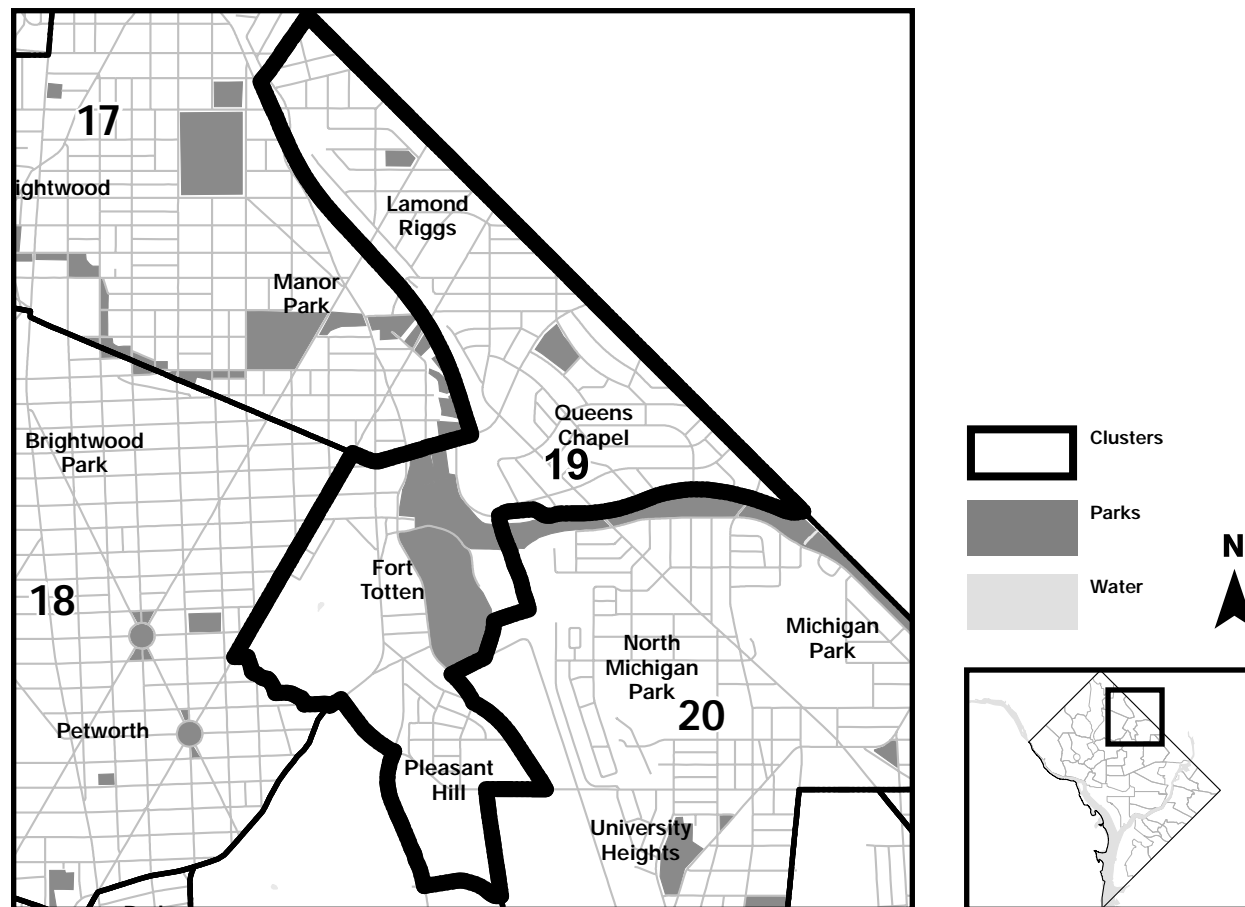 17
ightwood
Lamond
Riggs
Manor
Park
Queens
Chapel
19
Brightwood
Park
Fort
Totten
18
Michigan
Park
North
Michigan
Park
20
Petworth
Pleasant
Hill
University
Heights
Clusters
Parks
Water
N